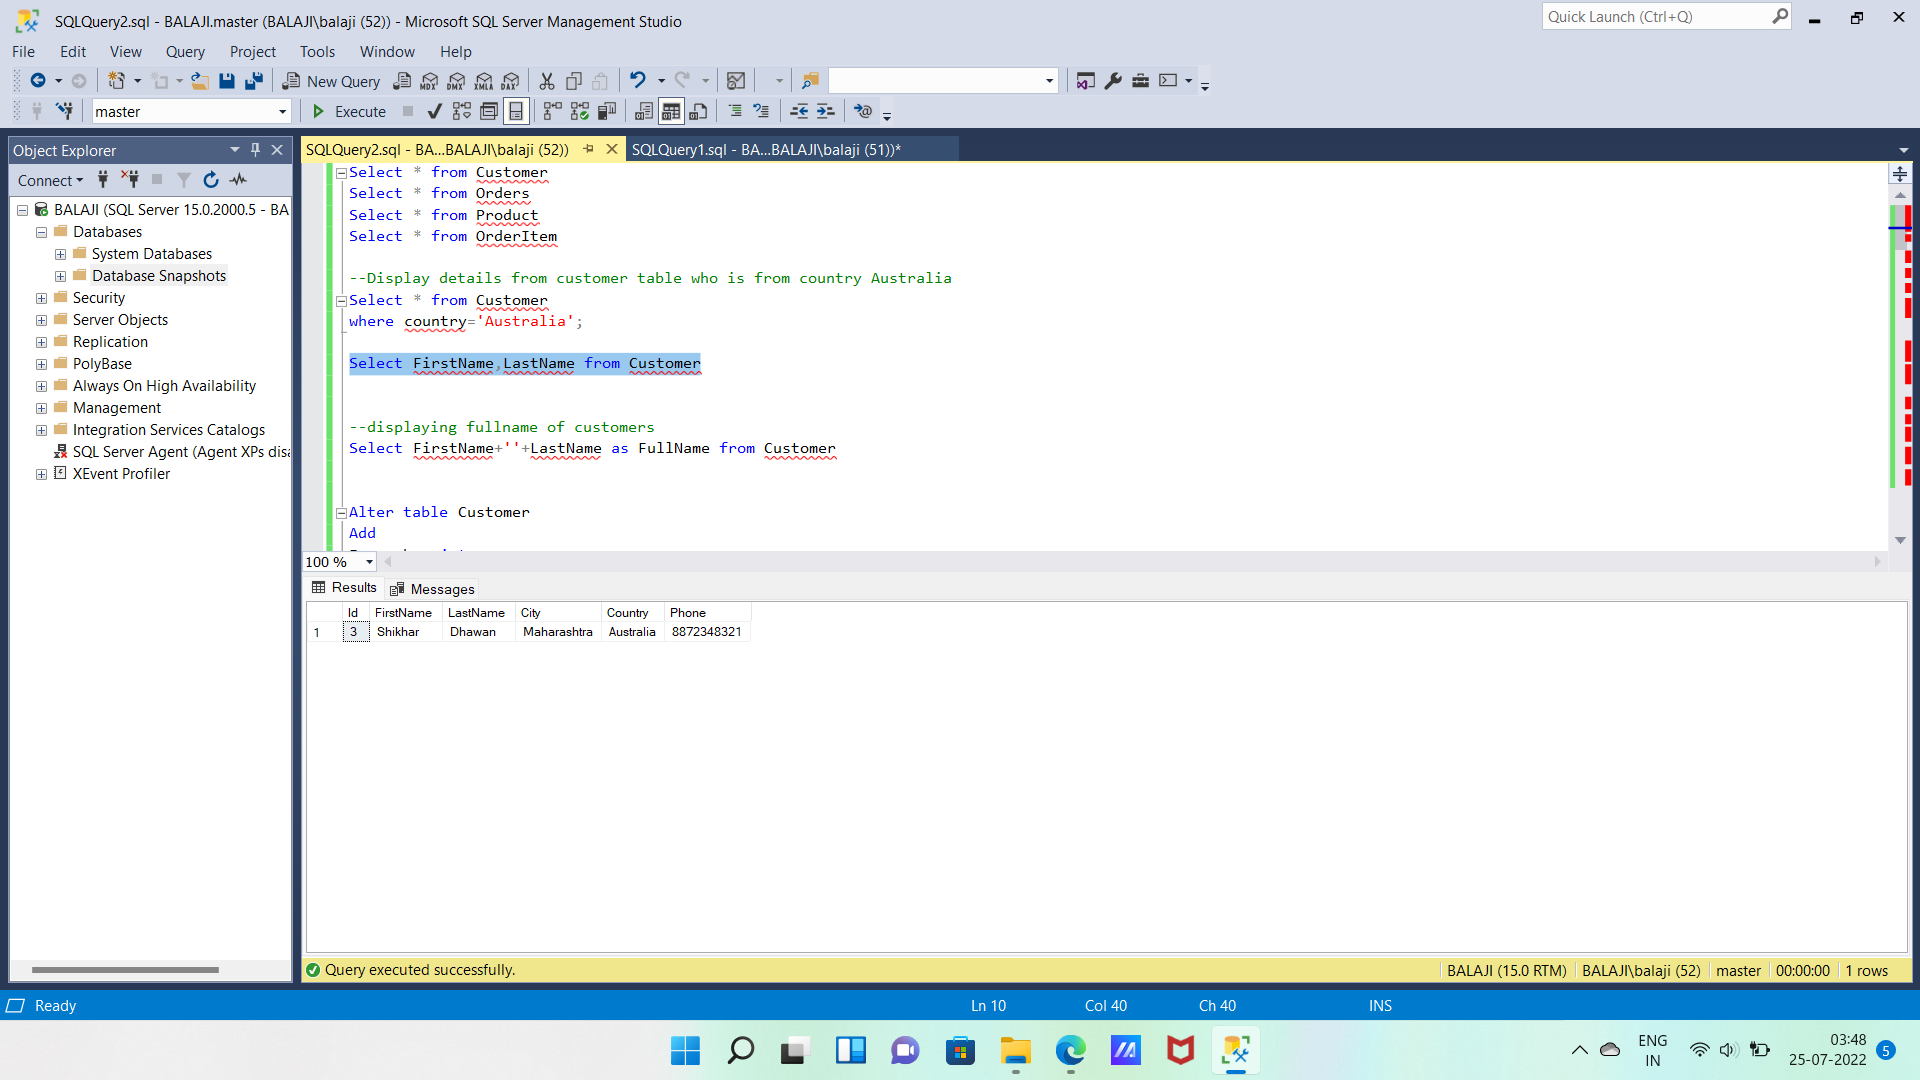 SQLQuery2.sql - BALAJI.master (BALAJI\balaji (52)) - Microsoft SQL Server Management Studio
Quick Launch (Ctrl+Q)
File Edit View Query Project Tools Window Help
New Query MDX DMX XMLA DAX
master Execute
Object Explorer
SQLQuery2.sql - BA...BALAJI\balaji (52)) SQLQuery1.sql - BA...BALAJI\balaji (51))*
Connect
BALAJI (SQL Server 15.0.2000.5 - BA
Databases
System Databases
Database Snapshots
Security
Server Objects
Replication
PolyBase
Always On High Availability
Management
Integration Services Catalogs
SQL Server Agent (Agent XPs disa
XEvent Profiler
Select * from Customer
Select * from Orders
Select * from Product
Select * from OrderItem
--Display details from customer table who is from country Australia
Select * from Customer
where country='Australia';
Select FirstName,LastName from Customer
--displaying fullname of customers
Select FirstName+''+LastName as FullName from Customer
Alter table Customer
Add
100 %
Results Messages
Id FirstName LastName City Country Phone
1 3 Shikhar Dhawan Maharashtra Australia 8872348321
Query executed successfully. BALAJI (15.0 RTM) BALAJI\balaji (52) master 00:00:00 1 rows
Ready Ln 10 Col 40 Ch 40 INS
ENG
IN
03:48
25-07-2022
5